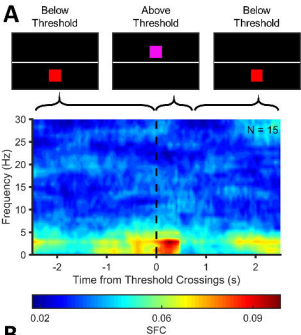 A
Below Above Below
Threshold Threshold Threshold
30
25
20
15
10
5
0
Frequency (Hz)
N = 15
-2 -1 0 1 2
Time from Threshold Crossings (s)
0.02 0.06 0.09
SFC
B